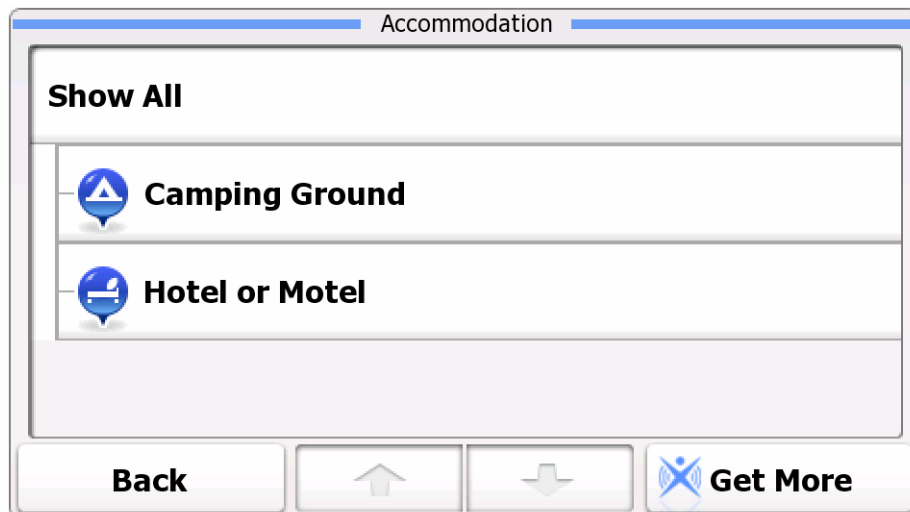 Accommodation
Show All
Camping Ground
Hotel or Motel
Back
Get More